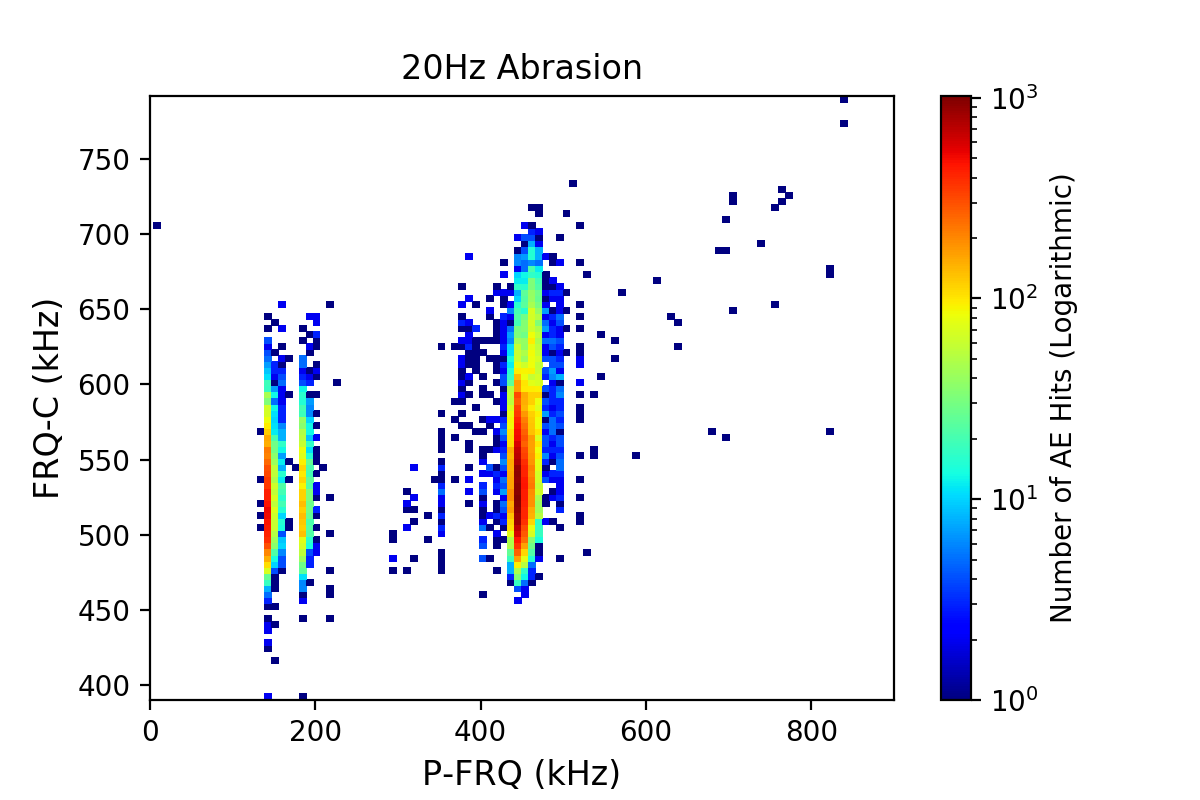 20Hz Abrasion
FRQ-C (kHz)
750
700
650
600
550
500
450
400
0 200 400 600 800
P-FRQ (kHz)
10³
10²
10¹
10⁰
Number of AE Hits (Logarithmic)